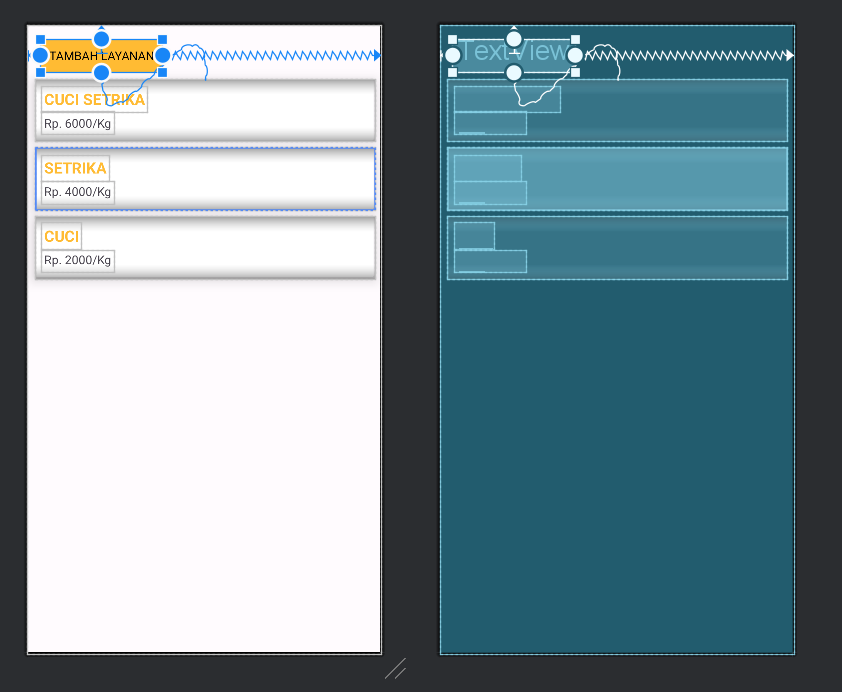 TAMBAH LAYANAN
CUCI SETRIKA
Rp. 6000/Kg
SETRIKA
Rp. 4000/Kg
CUCI
Rp. 2000/Kg
TextView